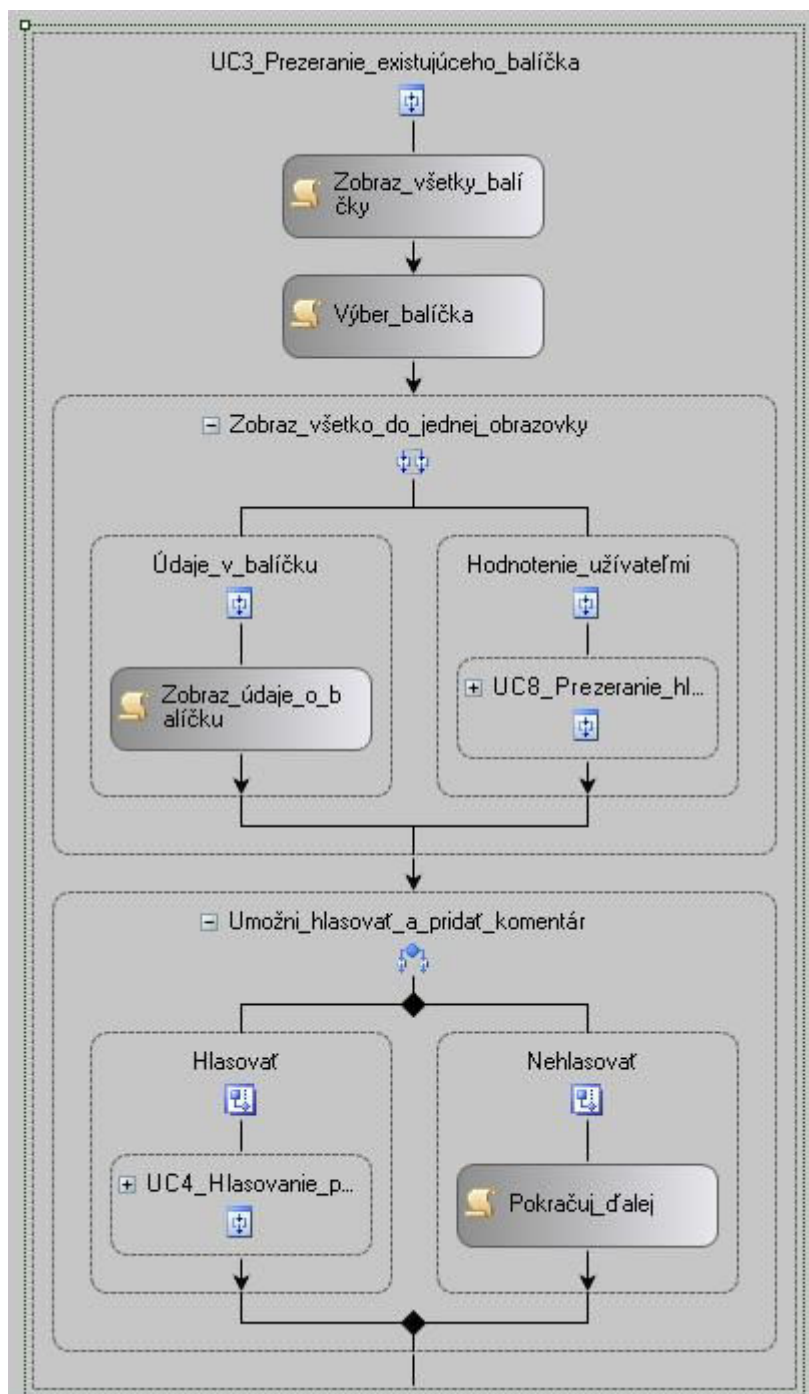 UC3_Prezeranie_existujúceho_balíčka
Zobraz_všetky_balí
čky
Výber_balíčka
Zobraz_všetko_do_jednej_obrazovky
Údaje_v_balíčku
Hodnotenie_užívateľmi
Zobraz_údaje_o_b
alíčku
UC8_Prezeranie_hl...
Umožni_hlasovať_a_pridať_komentár
Hlasovať
Nehlasovať
UC4_Hlasovanie_p...
Pokračuj_ďalej